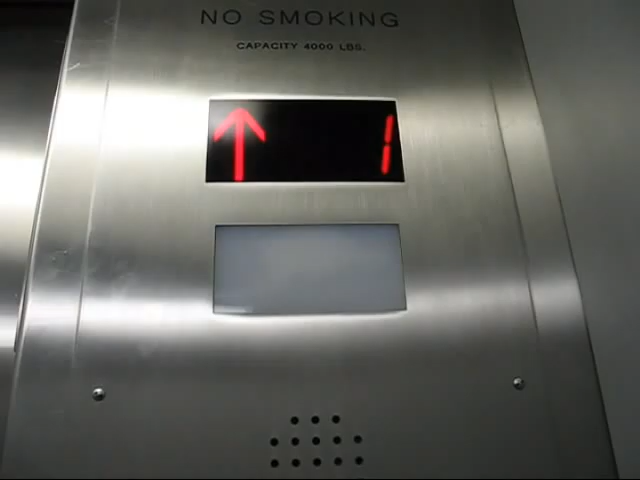 NO SMOKING
CAPACITY 4000 LBS.
↑ 1